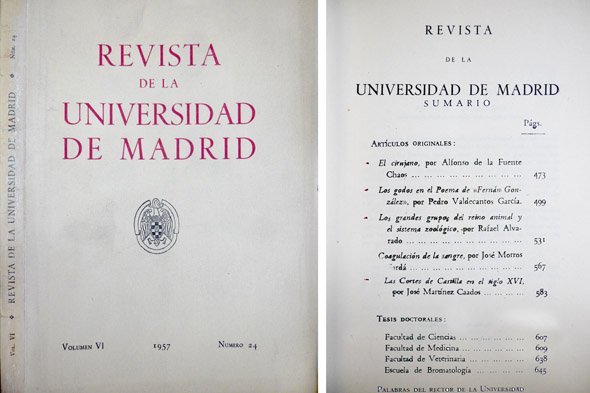 REVISTA DE LA UNIVERSIDAD DE MADRID
Vol. VI
Núm. 24
REVISTA
DE LA
UNIVERSIDAD
DE MADRID
VOLUMEN VI 1957 NUMERO 24
REVISTA
DE LA
UNIVERSIDAD DE MADRID
SUMARIO
Págs.
ARTÍCULOS ORIGINALES:
El cirujano, por Alfonso de la Fuente
Chaos ... ... ... ... ... ... ... ... ... ... 473
Los godos en el Poema de «Fernán Gon-
zález», por Pedro Valdecantos García. 499
Los grandes grupos del reino animal y
el sistema zoológico, por Rafael Alva-
rado ... ... ... ... ... ... ... ... ... ... 531
Coagulación de la sangre, por José Morros
Sardá ... ... ... ... ... ... ... ... ... ... 567
Las Cortes de Castilla en el siglo XVI,
por José Martínez Caados ... ... ... ... 583
TESIS DOCTORALES:
Facultad de Ciencias ... ... ... ... ... ... 607
Facultad de Medicina ... ... ... ... ... ... 609
Facultad de Veterinaria ... ... ... ... ... 638
Escuela de Bromatología ... ... ... ... ... 645
PALABRAS DEL RECTOR DE LA UNIVERSIDAD